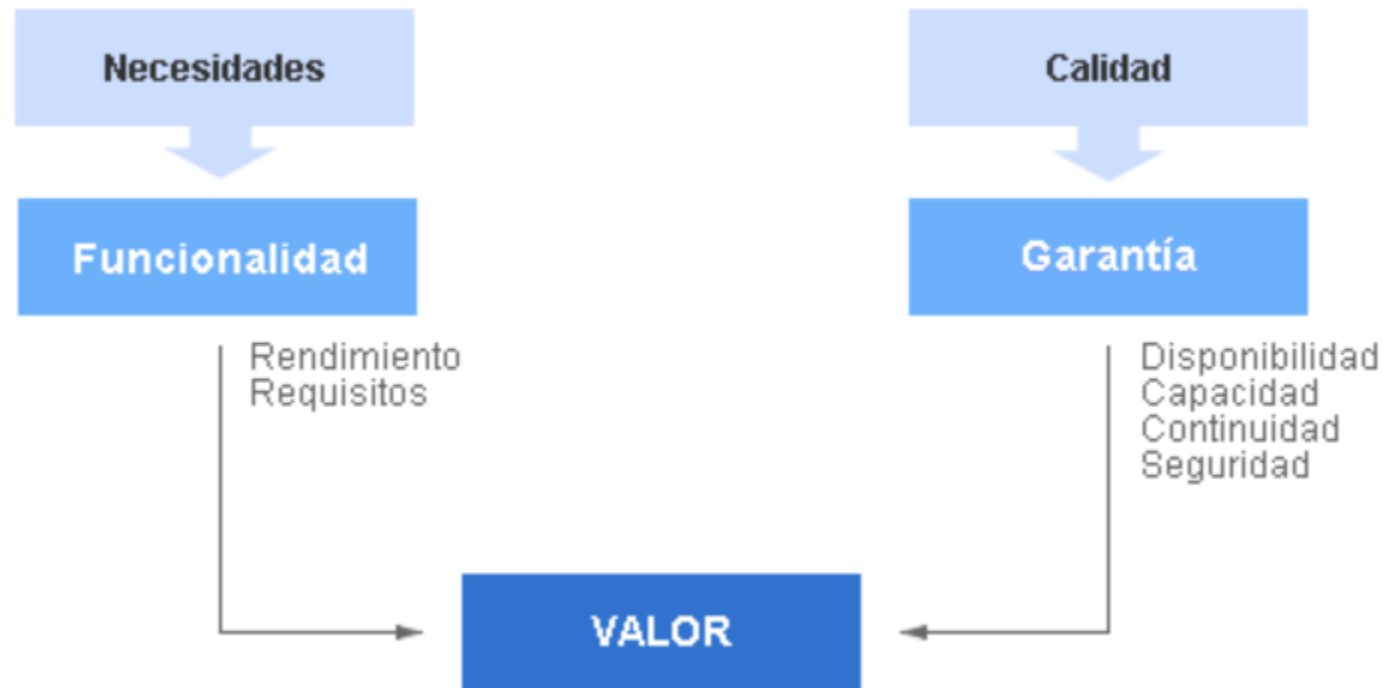 Necesidades
Calidad
Funcionalidad
Garantía
Rendimiento
Requisitos
Disponibilidad
Capacidad
Continuidad
Seguridad
VALOR